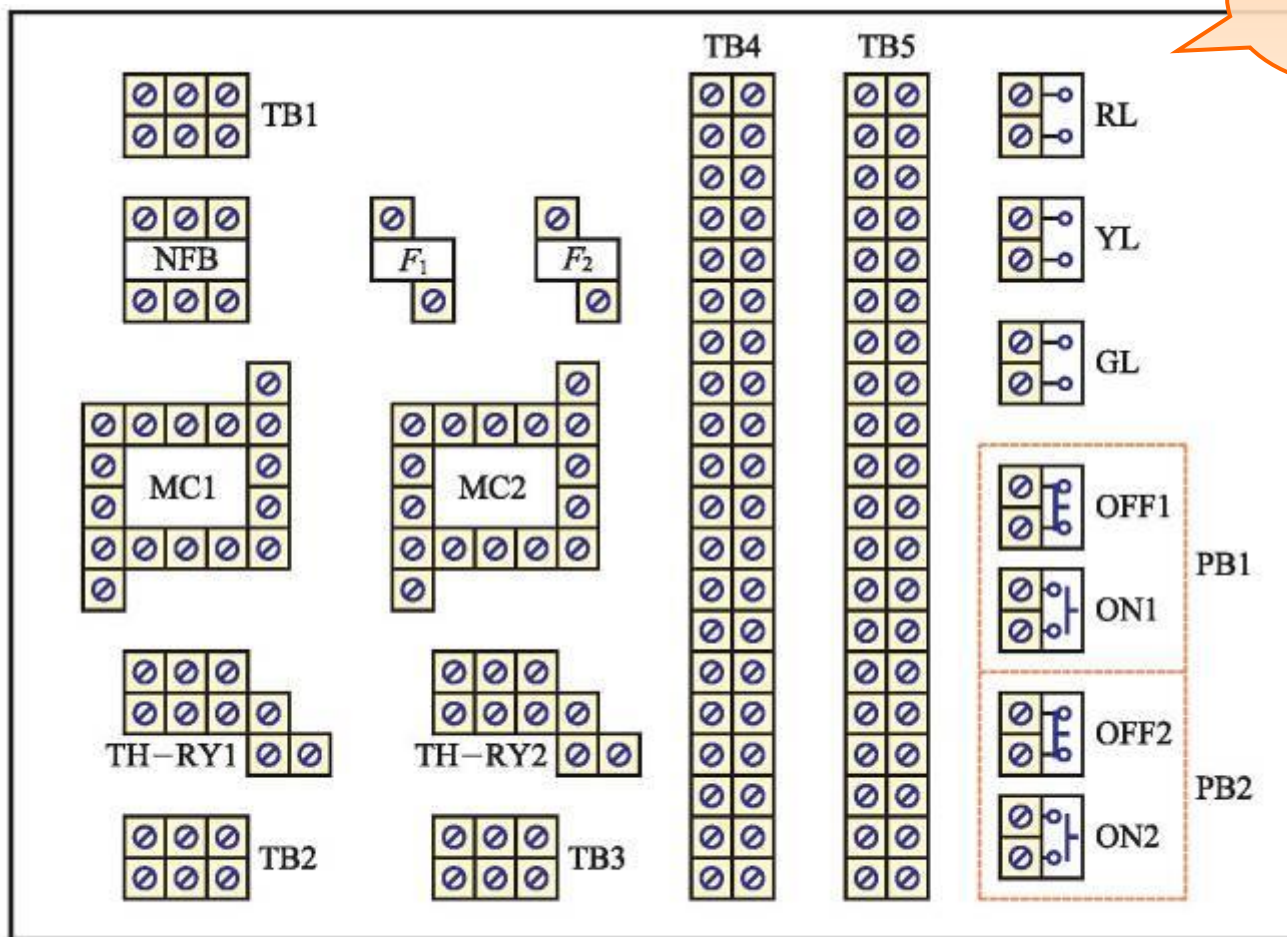 TB4 TB5
TB1
RL
NFB
F₁
F₂
YL
GL
MC1
MC2
OFF1
ON1
PB1
TH−RY1
TH−RY2
OFF2
ON2
PB2
TB2
TB3